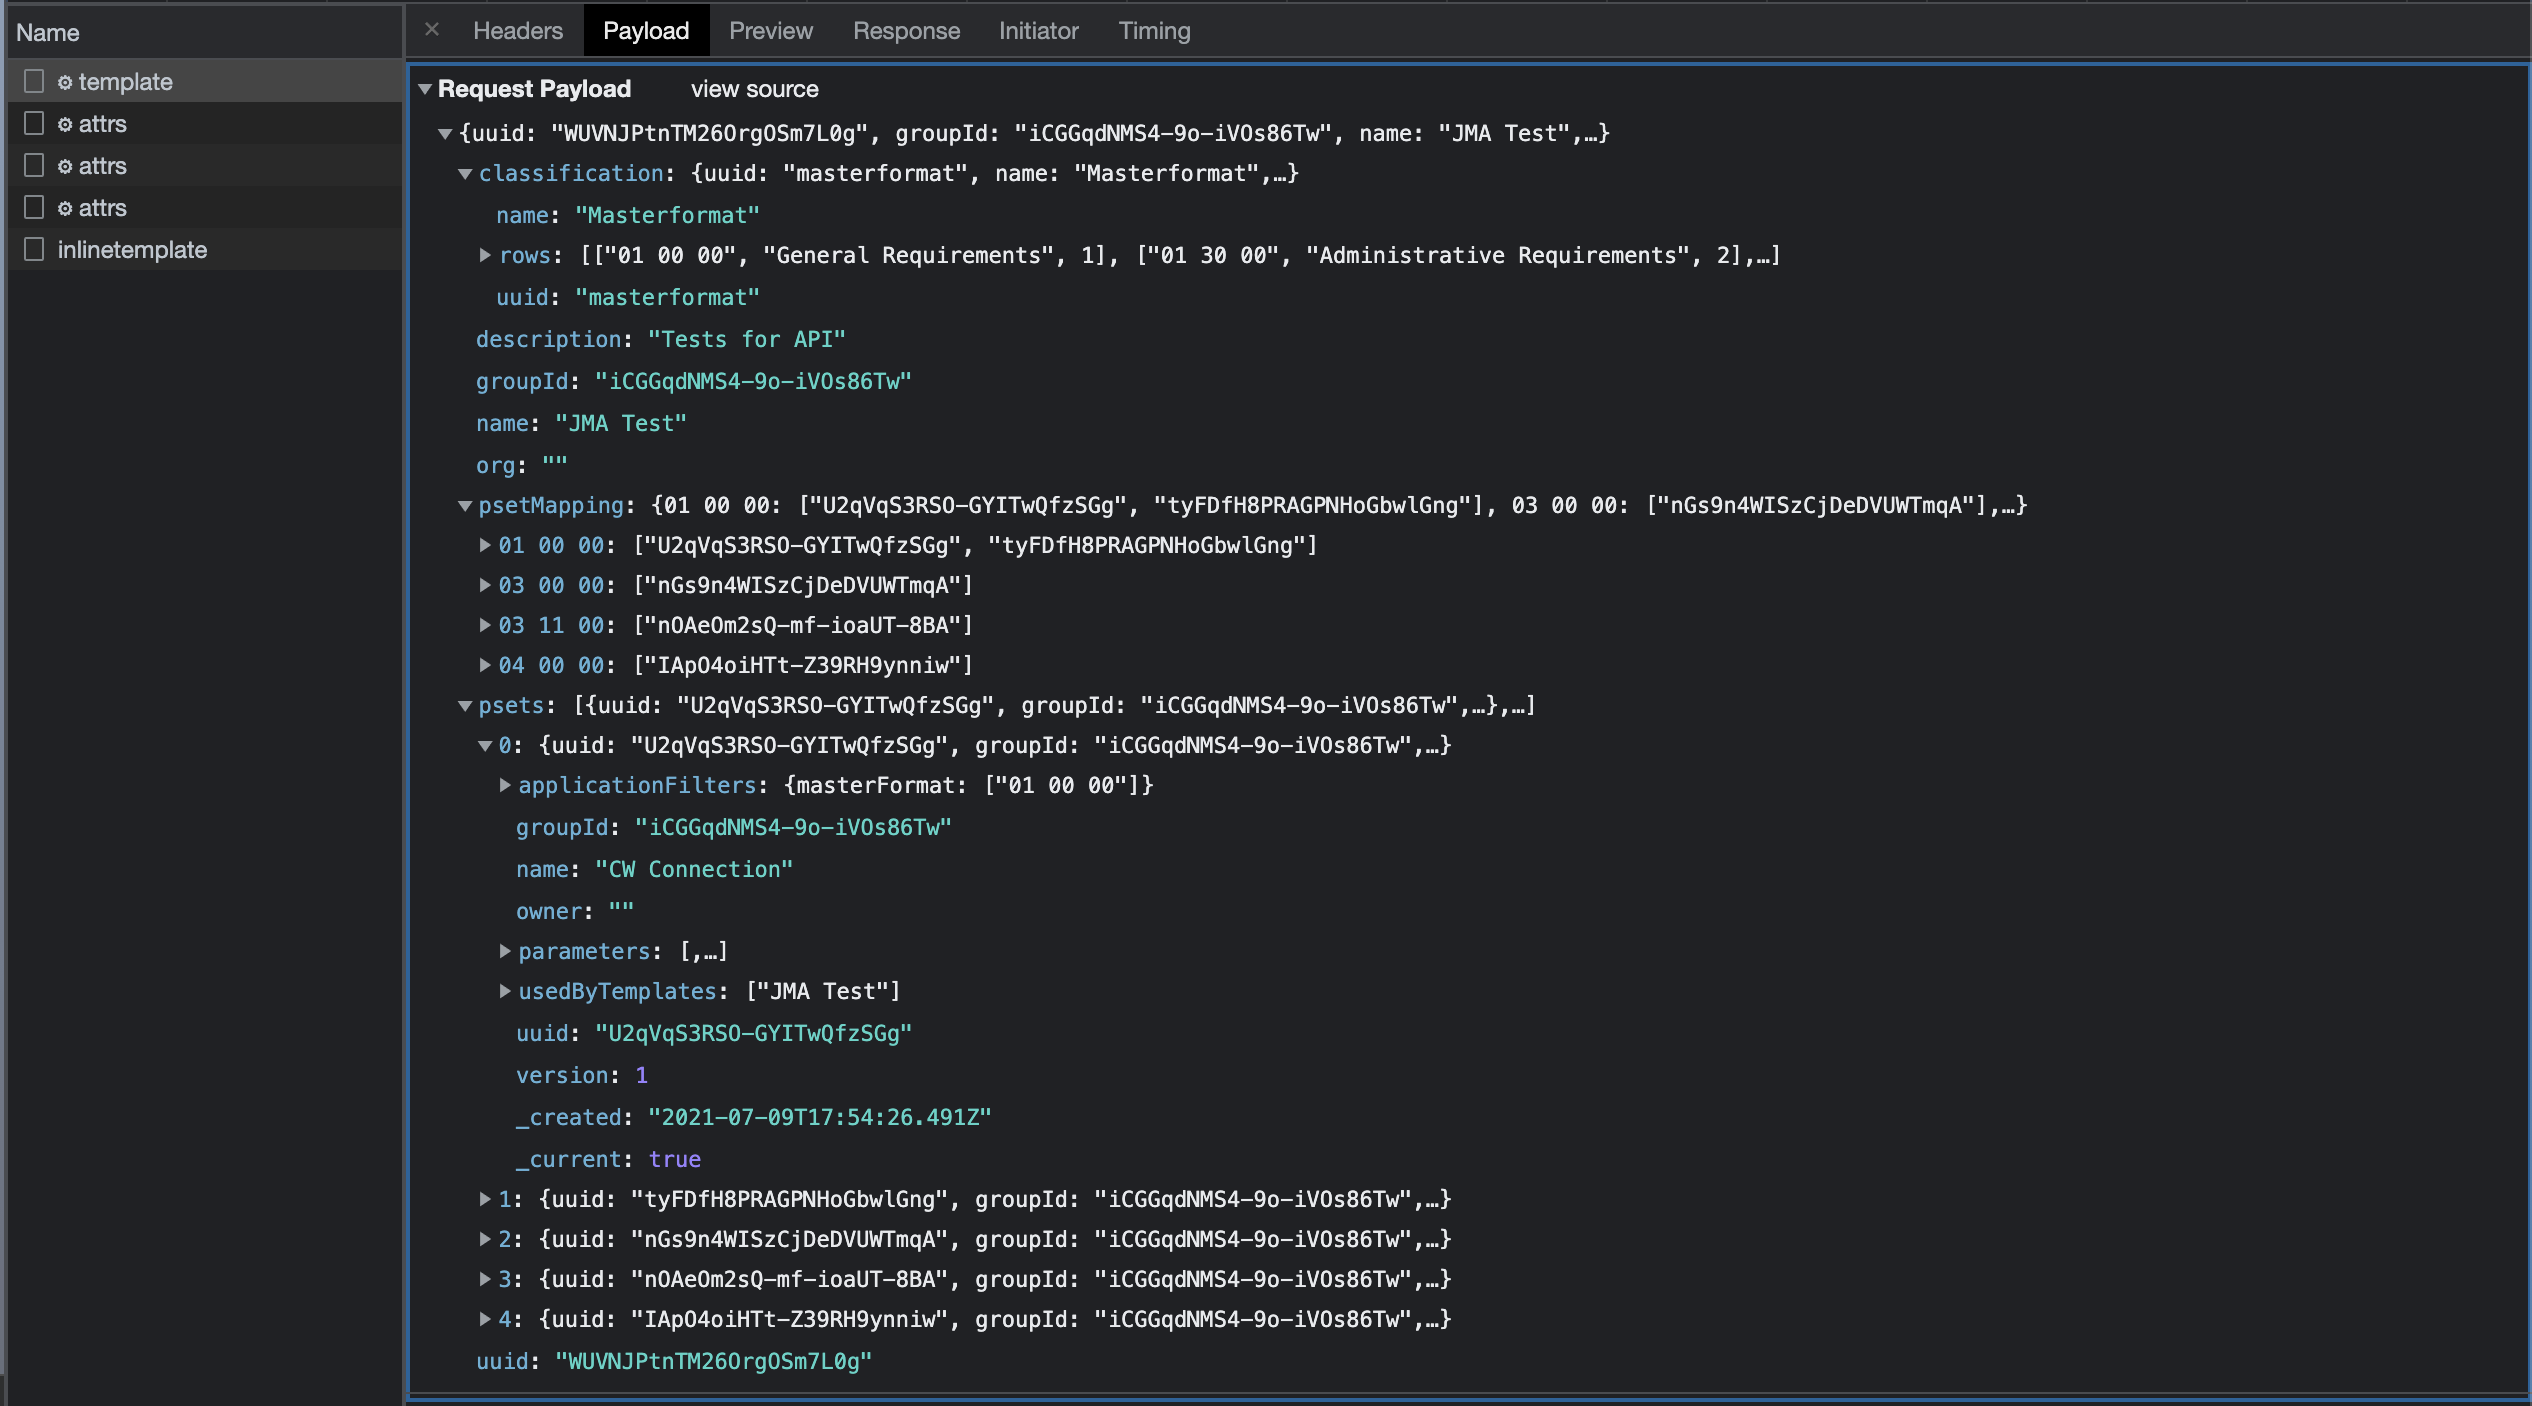 Name
template
attrs
attrs
attrs
inlinetemplate
× Headers Payload Preview Response Initiator Timing
Request Payload view source
{uuid: "WUVNJPtnTM26OrgOSm7L0g", groupId: "iCGGqdNMS4-9o-iVOs86Tw", name: "JMA Test",…}
classification: {uuid: "masterformat", name: "Masterformat",…}
name: "Masterformat"
rows: [["01 00 00", "General Requirements", 1], ["01 30 00", "Administrative Requirements", 2],…]
uuid: "masterformat"
description: "Tests for API"
groupId: "iCGGqdNMS4-9o-iVOs86Tw"
name: "JMA Test"
org: ""
psetMapping: {01 00 00: ["U2qVqS3RSO-GYITwQfzSGg", "tyFDfH8PRAGPNHoGbwlGng"], 03 00 00: ["nGs9n4WISzCjDeDVUWTmqA"],…}
01 00 00: ["U2qVqS3RSO-GYITwQfzSGg", "tyFDfH8PRAGPNHoGbwlGng"]
03 00 00: ["nGs9n4WISzCjDeDVUWTmqA"]
03 11 00: ["nOAeOm2sQ-mf-ioaUT-8BA"]
04 00 00: ["IApO4oiHTt-Z39RH9ynniw"]
psets: [{uuid: "U2qVqS3RSO-GYITwQfzSGg", groupId: "iCGGqdNMS4-9o-iVOs86Tw",…},…]
0: {uuid: "U2qVqS3RSO-GYITwQfzSGg", groupId: "iCGGqdNMS4-9o-iVOs86Tw",…}
applicationFilters: {masterFormat: ["01 00 00"]}
groupId: "iCGGqdNMS4-9o-iVOs86Tw"
name: "CW Connection"
owner: ""
parameters: [,…]
usedByTemplates: ["JMA Test"]
uuid: "U2qVqS3RSO-GYITwQfzSGg"
version: 1
_created: "2021-07-09T17:54:26.491Z"
_current: true
1: {uuid: "tyFDfH8PRAGPNHoGbwlGng", groupId: "iCGGqdNMS4-9o-iVOs86Tw",…}
2: {uuid: "nGs9n4WISzCjDeDVUWTmqA", groupId: "iCGGqdNMS4-9o-iVOs86Tw",…}
3: {uuid: "nOAeOm2sQ-mf-ioaUT-8BA", groupId: "iCGGqdNMS4-9o-iVOs86Tw",…}
4: {uuid: "IApO4oiHTt-Z39RH9ynniw", groupId: "iCGGqdNMS4-9o-iVOs86Tw",…}
uuid: "WUVNJPtnTM26OrgOSm7L0g"